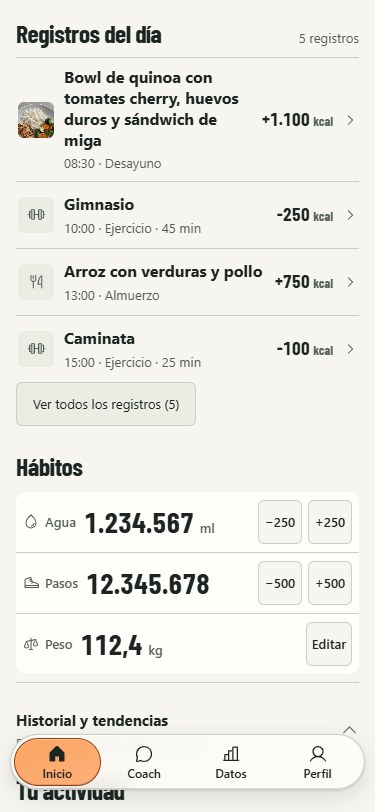 Registros del día
5 registros
Bowl de quinoa con
tomates cherry, huevos
duros y sándwich de
miga
+1.100 kcal
08:30 · Desayuno
Gimnasio
-250 kcal
10:00 · Ejercicio · 45 min
Arroz con verduras y pollo
+750 kcal
13:00 · Almuerzo
Caminata
-100 kcal
15:00 · Ejercicio · 25 min
Ver todos los registros (5)
Hábitos
Agua 1.234.567 ml
−250
+250
Pasos 12.345.678
−500
+500
Peso 112,4 kg
Editar
Historial y tendencias
Inicio
Coach
Datos
Perfil
Tu actividad